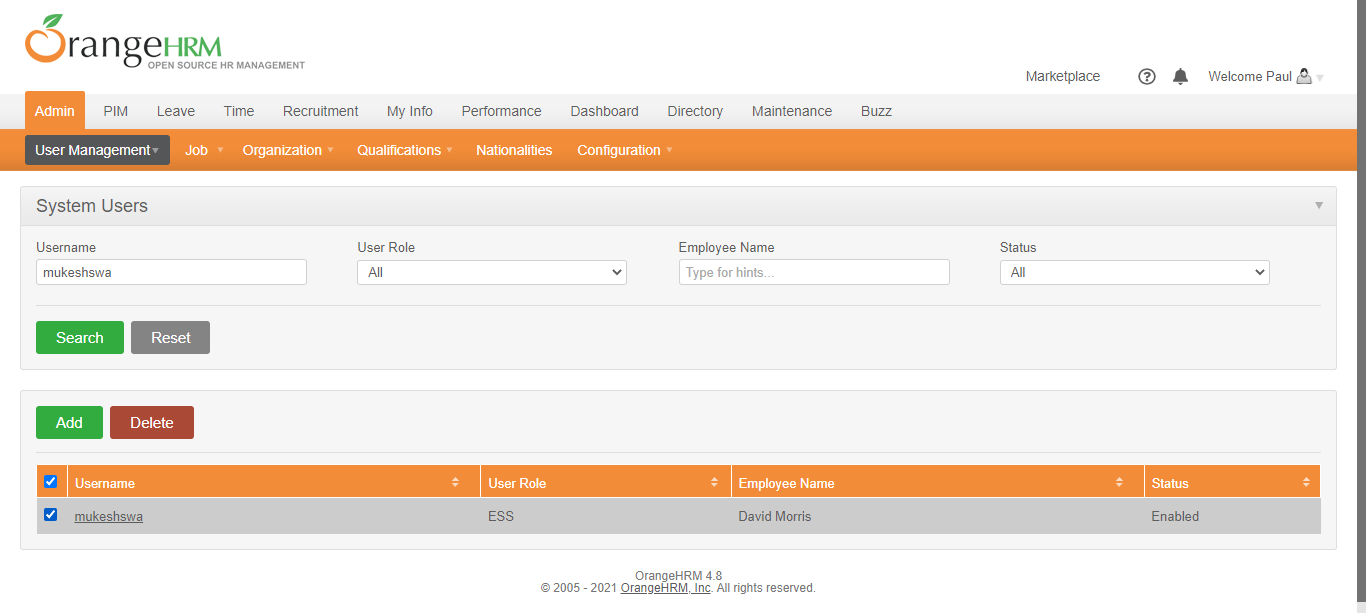 OrangeHRM
OPEN SOURCE HR MANAGEMENT
Marketplace Welcome Paul
Admin PIM Leave Time Recruitment My Info Performance Dashboard Directory Maintenance Buzz
User Management Job Organization Qualifications Nationalities Configuration
System Users
Username User Role Employee Name Status
mukeshswa All Type for hints... All
Search Reset
Add Delete
Username User Role Employee Name Status
mukeshswa ESS David Morris Enabled
OrangeHRM 4.8
© 2005 - 2021 OrangeHRM, Inc. All rights reserved.